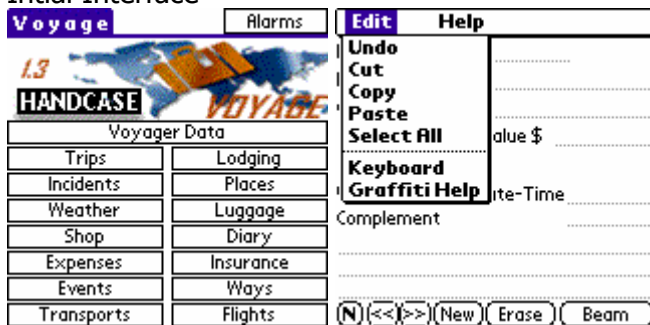 Intial Interface
Voyage
Alarms
1.3
HANDCASE
VOYAGE
Voyager Data
Trips
Lodging
Incidents
Places
Weather
Luggage
Shop
Diary
Expenses
Insurance
Events
Ways
Transports
Flights
Edit Help
Undo
Cut
Copy
Paste
Select All
alue $
Keyboard
Graffiti Help
te-Time
Complement
N << >> New Erase Beam